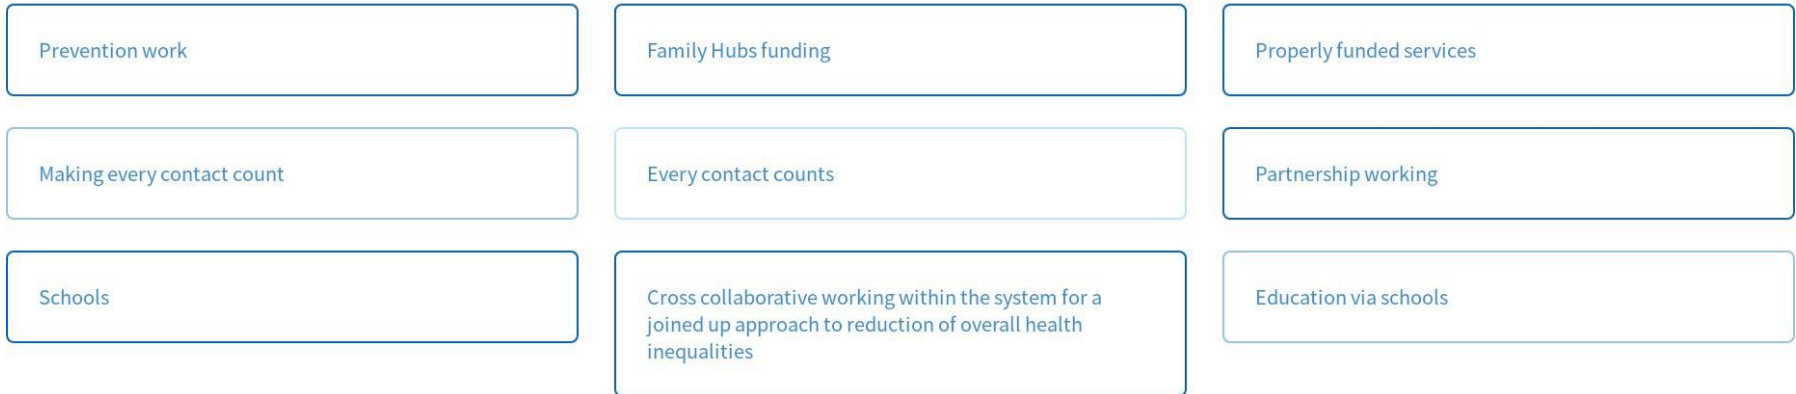 Prevention work
Family Hubs funding
Properly funded services
Making every contact count
Every contact counts
Partnership working
Schools
Cross collaborative working within the system for a
joined up approach to reduction of overall health
inequalities
Education via schools